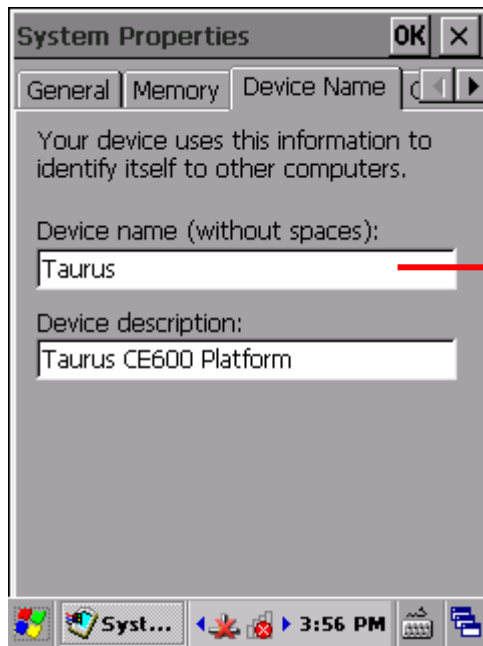 System Properties OK ×
General Memory Device Name
Your device uses this information to
identify itself to other computers.
Device name (without spaces):
Taurus
Device description:
Taurus CE600 Platform
Syst... 3:56 PM